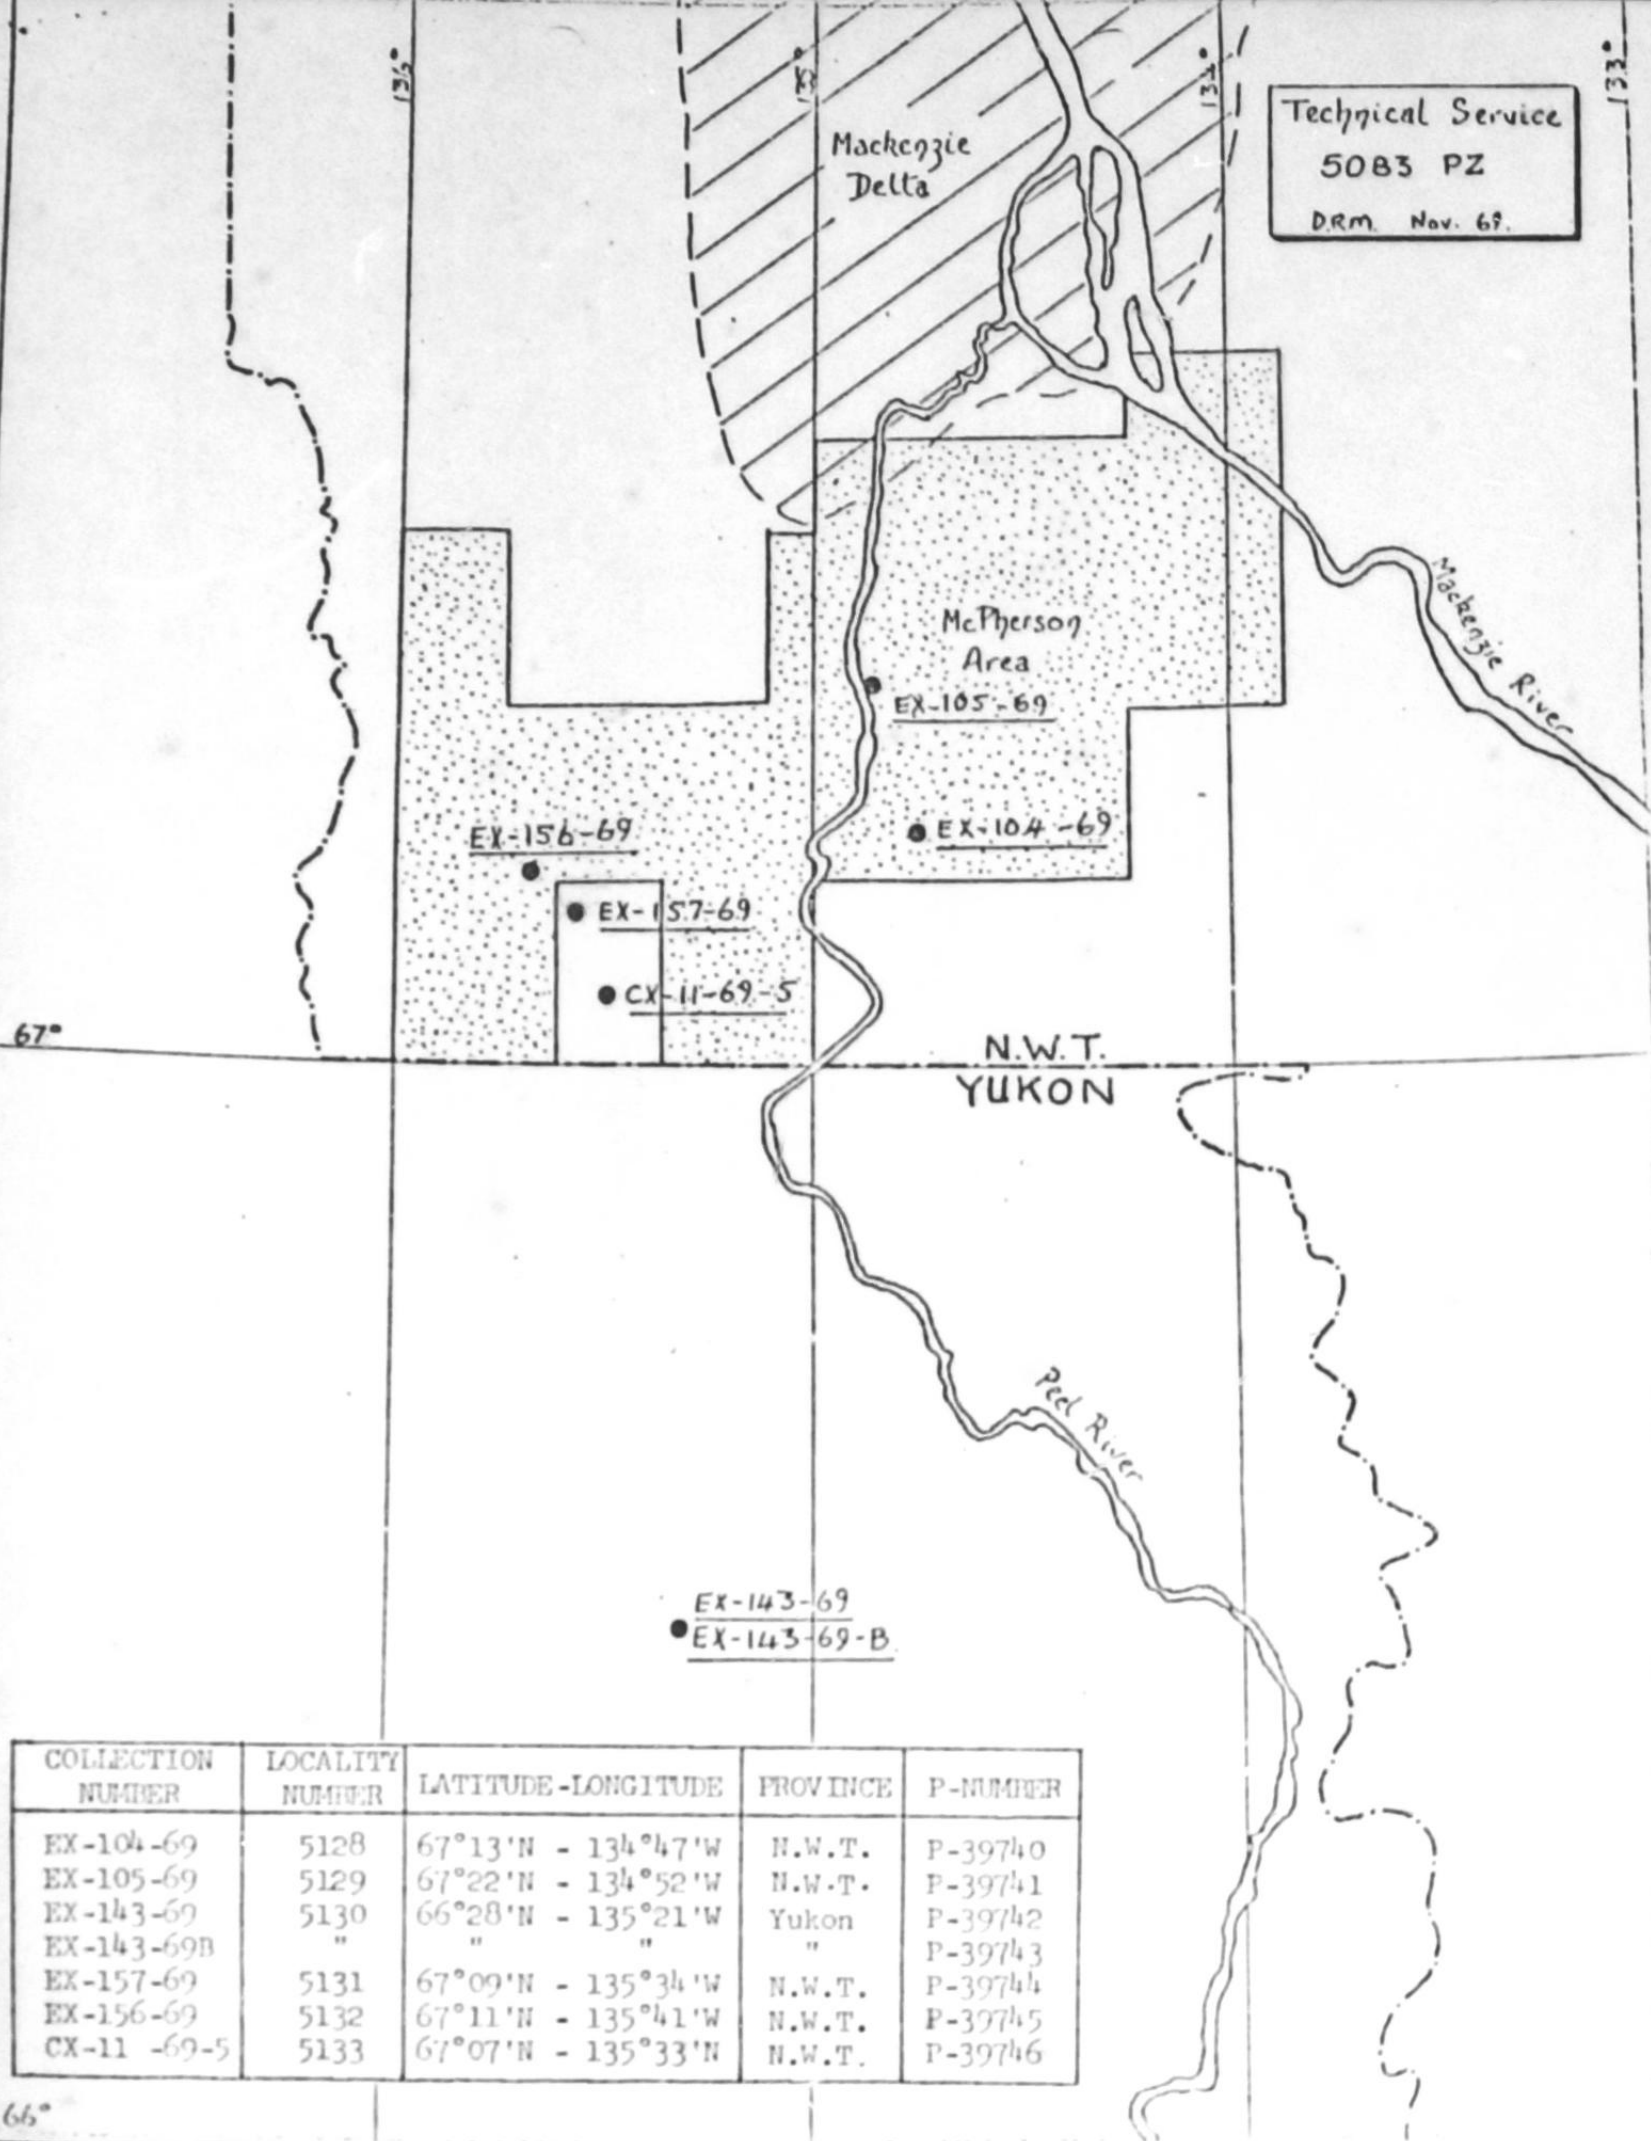 136°
135°
134°
133°
Technical Service
5083 PZ
D.R.M. Nov. 69.
Mackenzie
Delta
Mackenzie River
McPherson
Area
EX-105-69
EX-156-69
EX-104-69
EX-157-69
CX-11-69-5
67°
N.W.T.
YUKON
Peel River
EX-143-69
EX-143-69-B
COLLECTION NUMBER LOCALITY NUMBER LATITUDE-LONGITUDE PROVINCE P-NUMBER
EX-104-69 5128 67°13'N - 134°47'W N.W.T. P-39740
EX-105-69 5129 67°22'N - 134°52'W N.W.T. P-39741
EX-143-69 5130 66°28'N - 135°21'W Yukon P-39742
EX-143-69B " " " " P-39743
EX-157-69 5131 67°09'N - 135°34'W N.W.T. P-39744
EX-156-69 5132 67°11'N - 135°41'W N.W.T. P-39745
CX-11 -69-5 5133 67°07'N - 135°33'N N.W.T. P-39746
66°